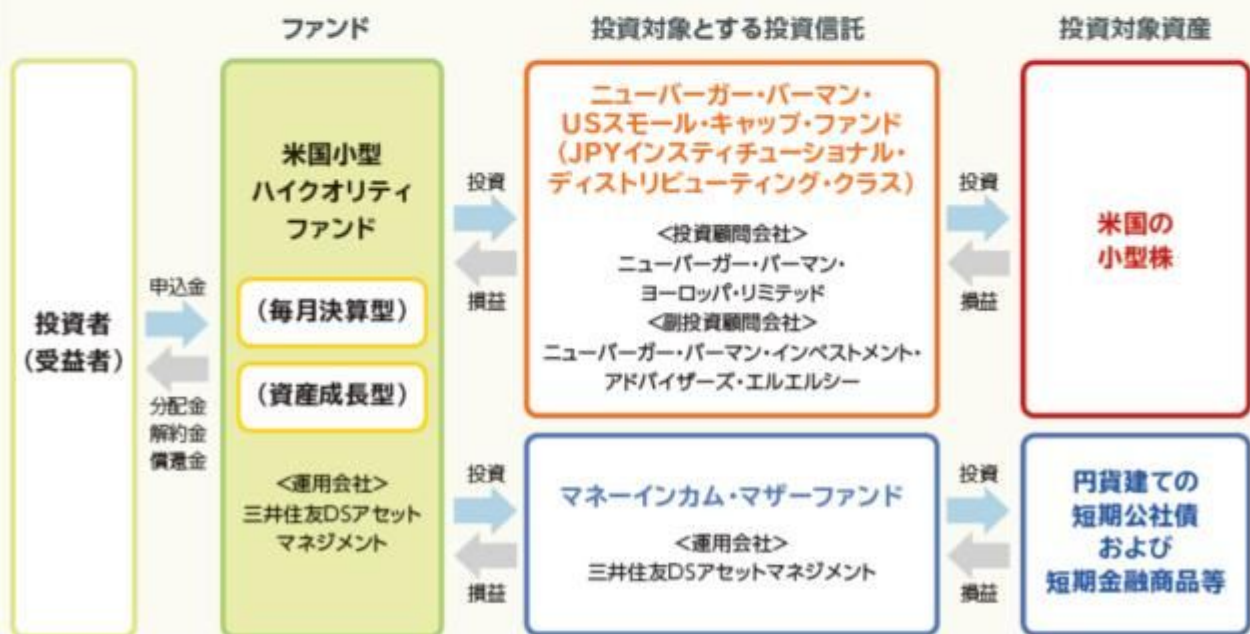 ファンド
投資対象とする投資信託
投資対象資産
投資者
(受益者)
申込金
分配金
解約金
償還金
米国小型
ハイクオリティ
ファンド
(毎月決算型)
(資産成長型)
<運用会社>
三井住友DSアセット
マネジメント
投資
損益
ニューバーガー・バーマン・
USスモール・キャップ・ファンド
(JPYインスティチューショナル・
ディストリビューティング・クラス)
<投資顧問会社>
ニューバーガー・バーマン・
ヨーロッパ・リミテッド
<副投資顧問会社>
ニューバーガー・バーマン・インベストメント・
アドバイザーズ・エルエルシー
投資
損益
米国の
小型株
投資
損益
マネーインカム・マザーファンド
<運用会社>
三井住友DSアセットマネジメント
投資
損益
円貨建ての
短期公社債
および
短期金融商品等